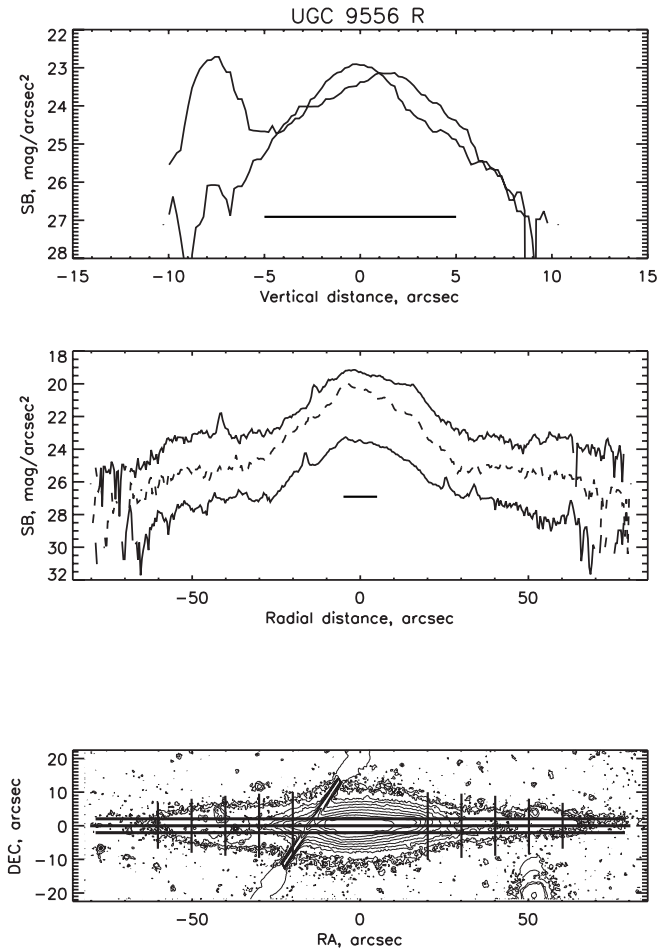 UGC 9556 R
22
23
24
25
26
27
28
SB, mag/arcsec²
−15 −10 −5 0 5 10 15
Vertical distance, arcsec
18
20
22
24
26
28
30
32
SB, mag/arcsec²
−50 0 50
Radial distance, arcsec
20
10
0
−10
−20
DEC, arcsec
−50 0 50
RA, arcsec